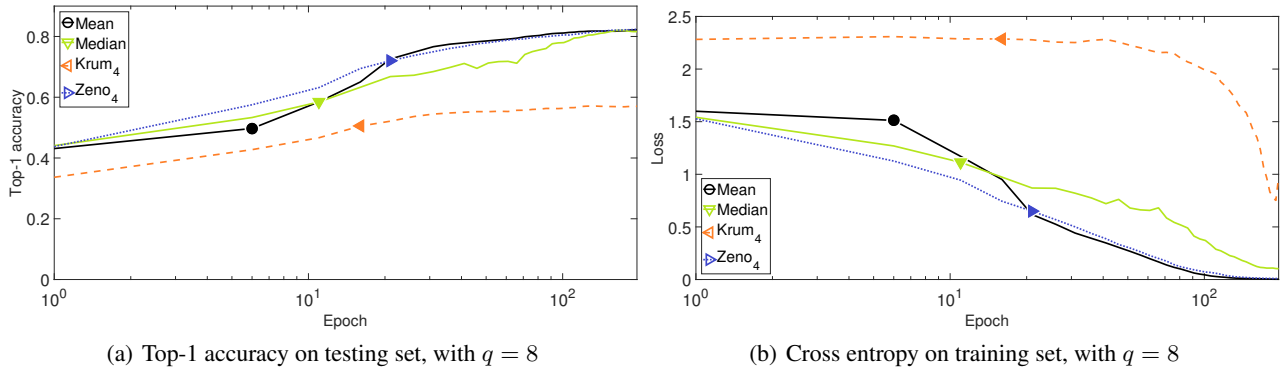 Top-1 accuracy
0.8
0.6
0.4
0.2
0
Mean
Median
Krum4
Zeno4
10^0
10^1
10^2
Epoch
(a) Top-1 accuracy on testing set, with q = 8
Loss
2.5
2
1.5
1
0.5
0
Mean
Median
Krum4
Zeno4
10^0
10^1
10^2
Epoch
(b) Cross entropy on training set, with q = 8